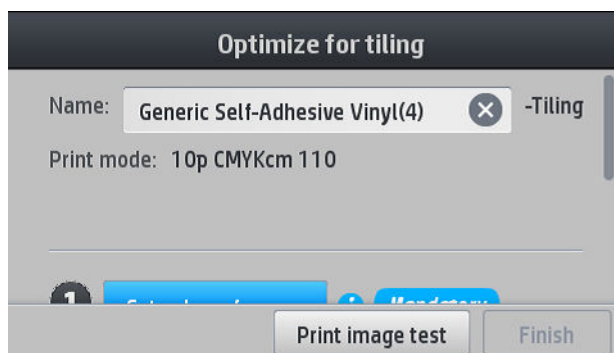 Optimize for tiling
Name: Generic Self-Adhesive Vinyl(4) -Tiling
Print mode: 10p CMYKcm 110
1 Mandatory
Print image test Finish